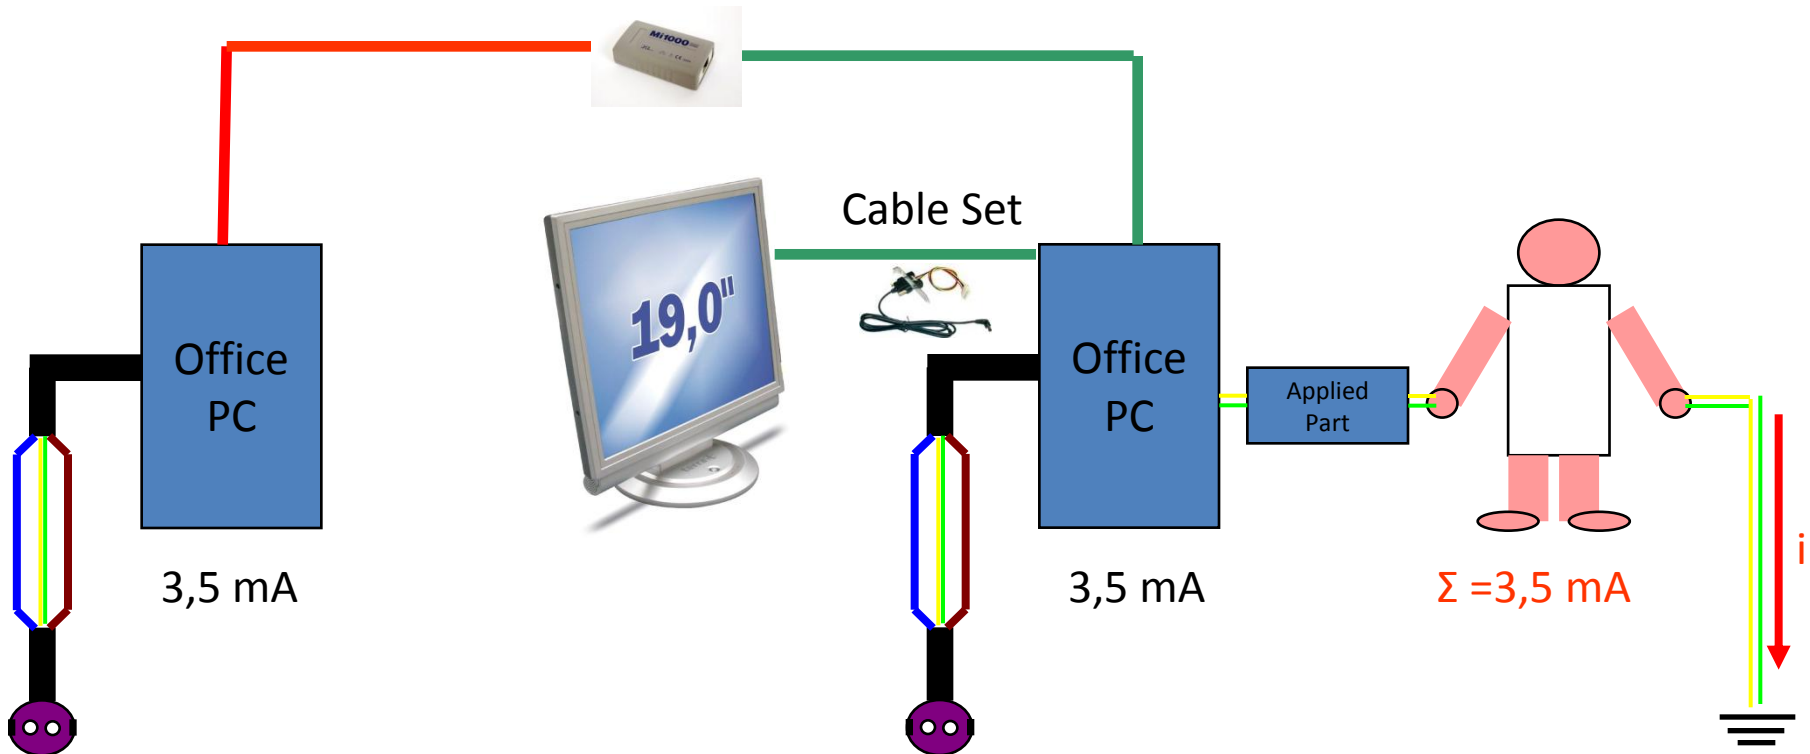 Mi1000
Cable Set
19,0"
Office
PC
Office
PC
Applied
Part
3,5 mA
3,5 mA
Σ =3,5 mA
i